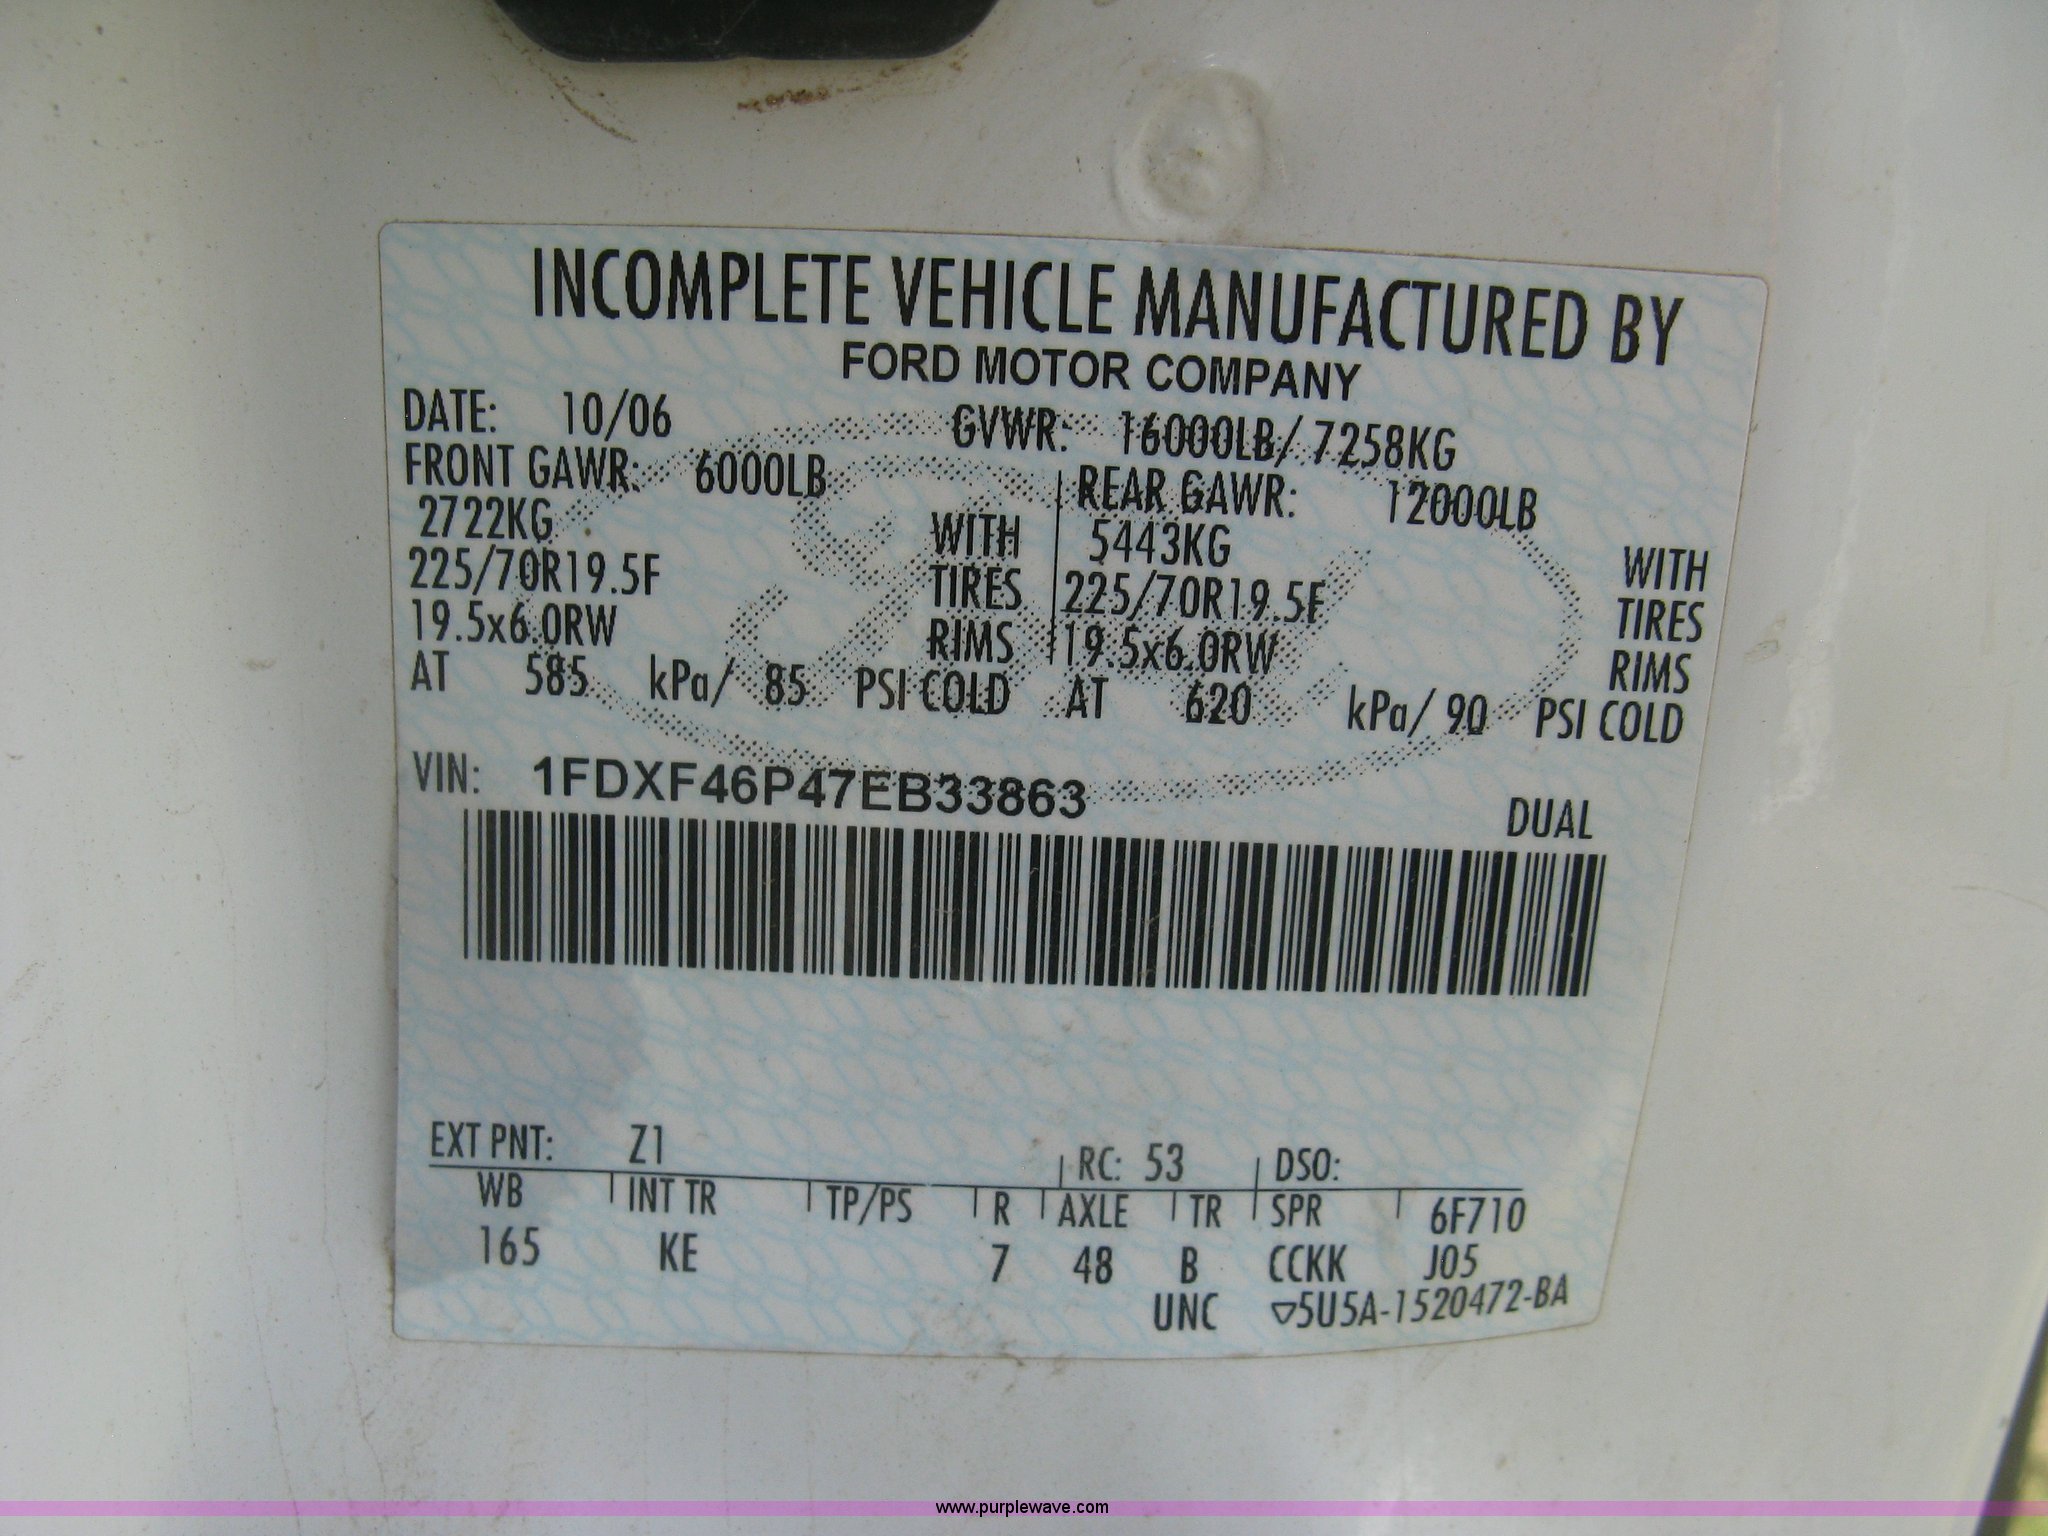 INCOMPLETE VEHICLE MANUFACTURED BY
FORD MOTOR COMPANY
DATE: 10/06 GVWR: 16000LB/ 7258KG
FRONT GAWR: 6000LB REAR GAWR: 12000LB
2722KG WITH 5443KG WITH
225/70R19.5F TIRES 225/70R19.5F TIRES
19.5x6.0RW RIMS 19.5x6.0RW RIMS
AT 585 kPa/ 85 PSI COLD AT 620 kPa/ 90 PSI COLD
VIN: 1FDXF46P47EB33863
DUAL
EXT PNT: Z1 RC: 53 DSO:
WB INT TR TP/PS R AXLE TR SPR 6F710
165 KE 7 48 B CCKK J05
UNC ▽5U5A-1520472-BA
www.purplewave.com